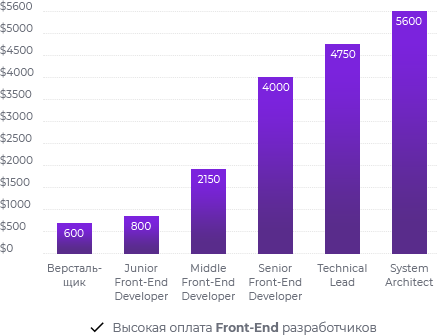 $5600
$5000
$4500
$4000
$3500
$3000
$2500
$2000
$1500
$1000
$500
$0
600
800
2150
4000
4750
5600
Версталь-
щик
Junior
Front-End
Developer
Middle
Front-End
Developer
Senior
Front-End
Developer
Technical
Lead
System
Architect
Высокая оплата Front-End разработчиков